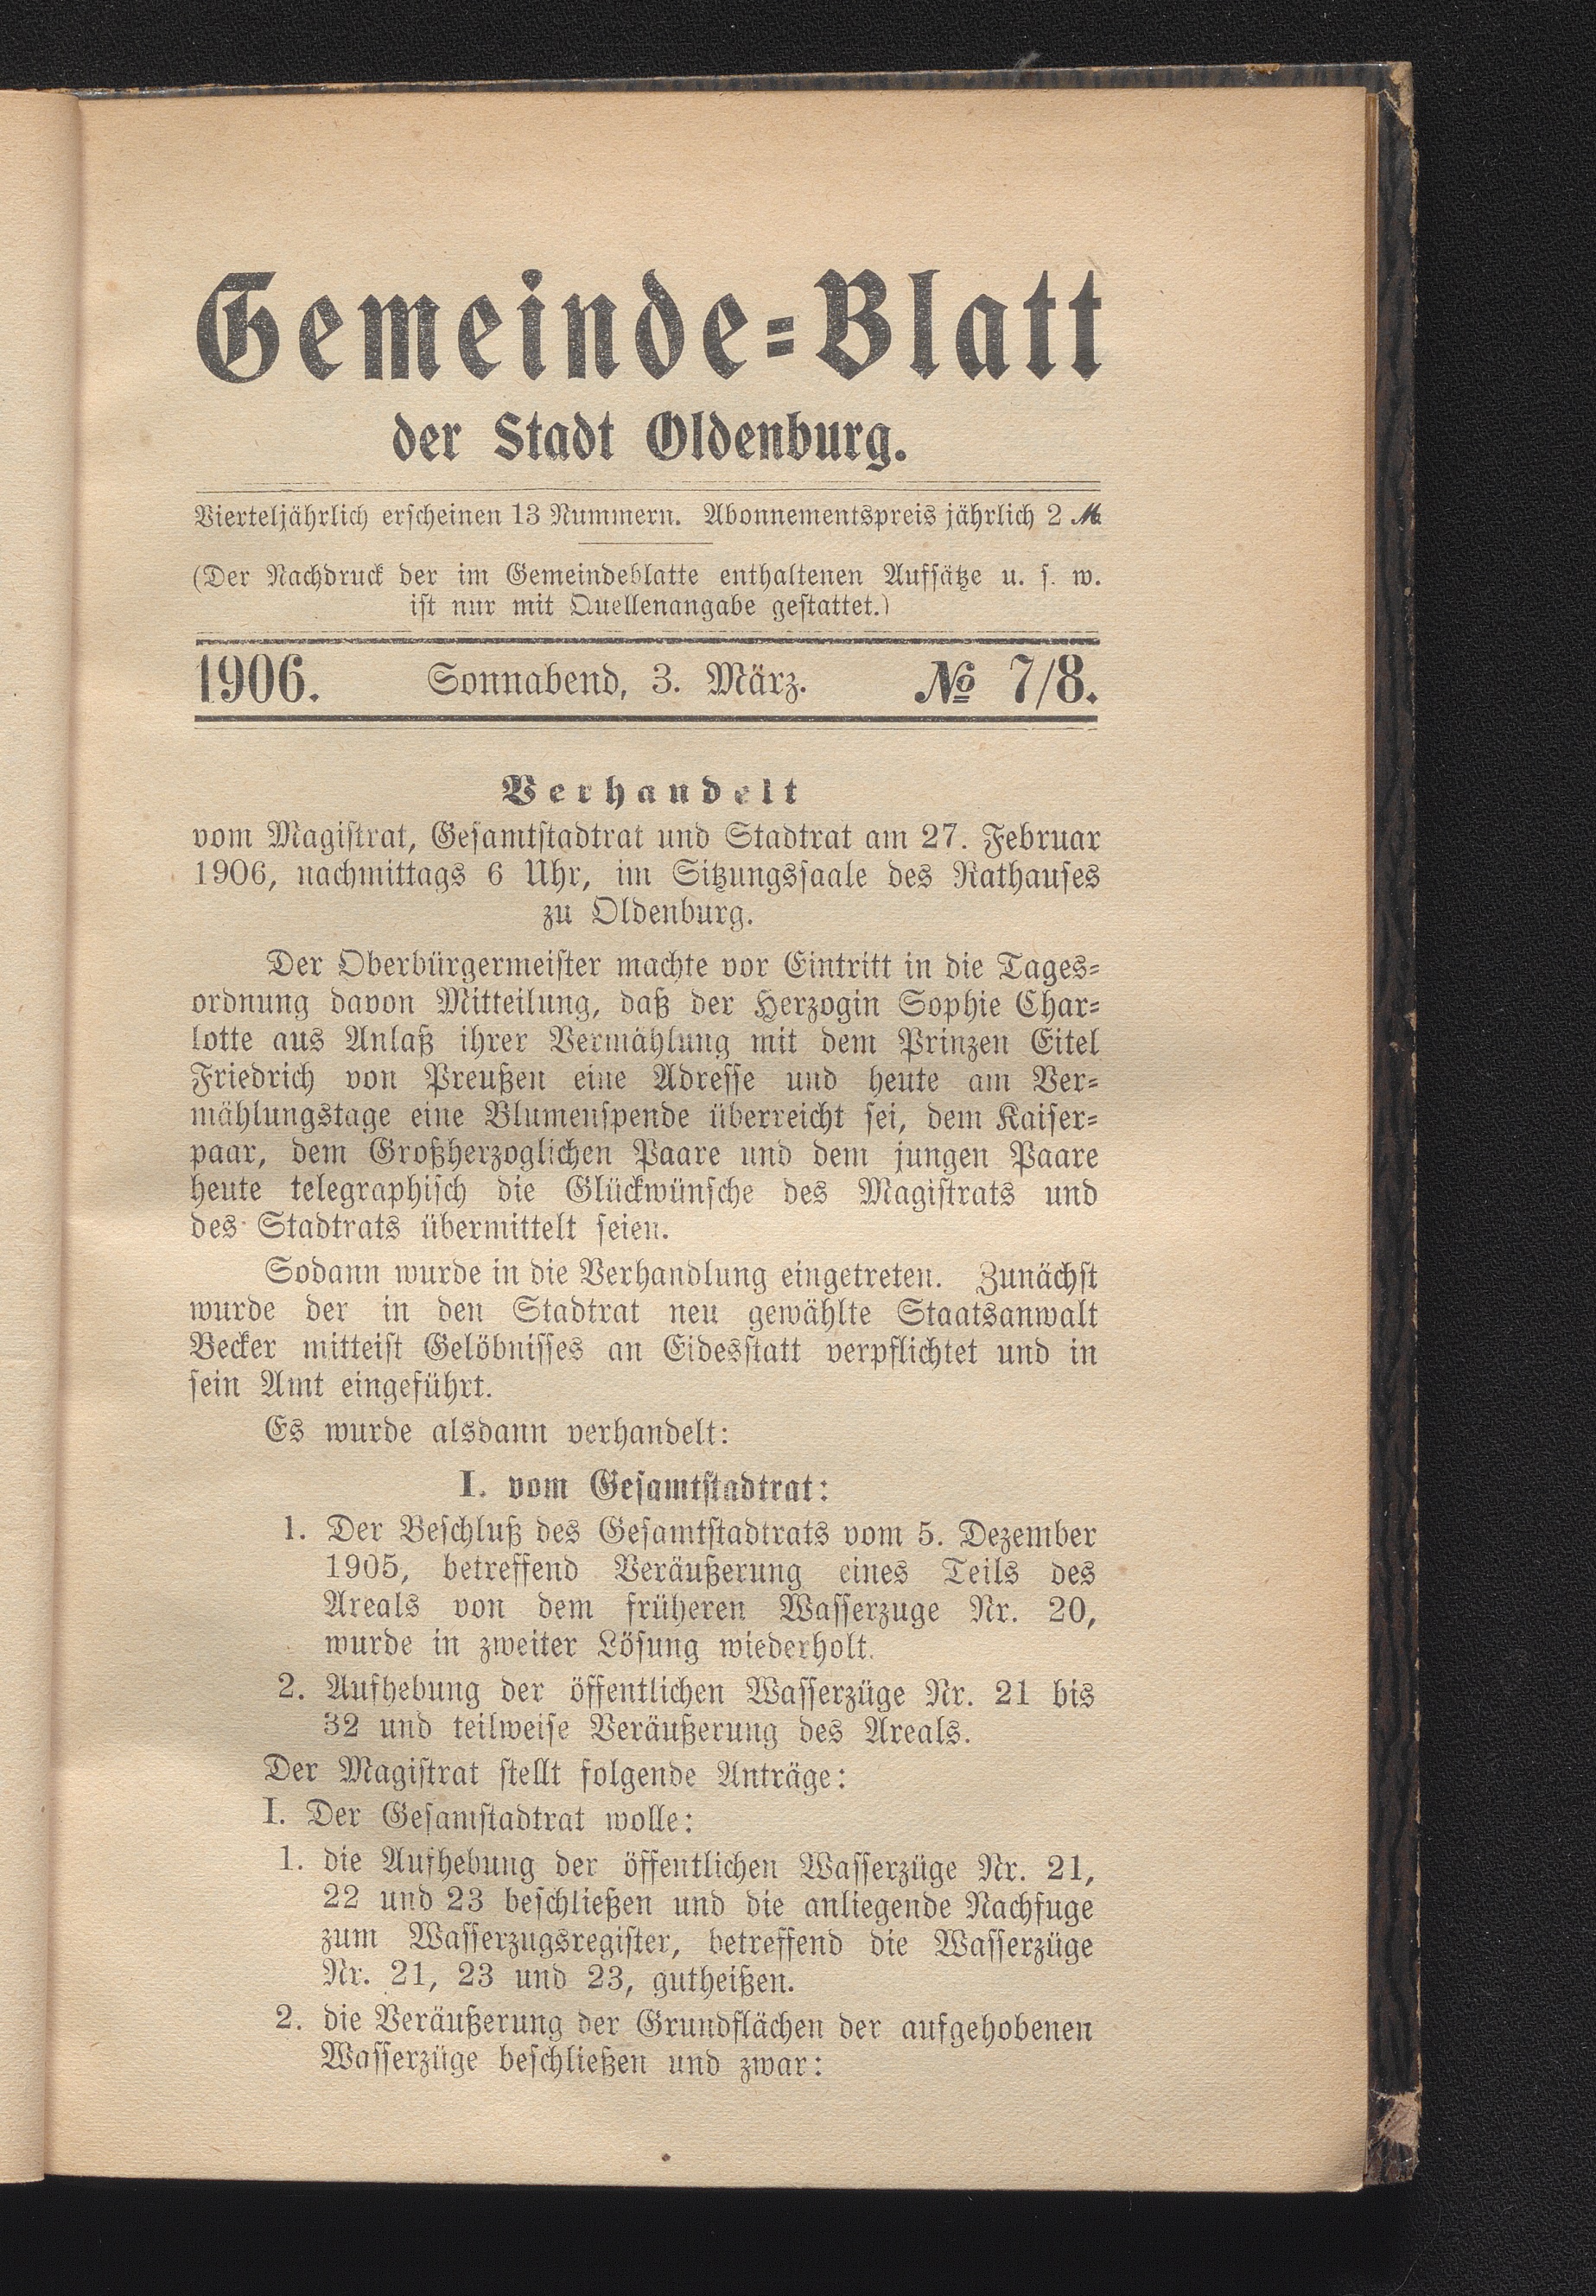 Gemeinde-Blatt
der Stadt Oldenburg.
Vierteljährlich erscheinen 13 Nummern. Abonnementspreis jährlich 2 ℳ
(Der Nachdruck der im Gemeindeblatte enthaltenen Aufsätze u. s. w.
ist nur mit Quellenangabe gestattet.)
1906. Sonnabend, 3. März. № 7/8.
Verhandelt
vom Magistrat, Gesamtstadtrat und Stadtrat am 27. Februar
1906, nachmittags 6 Uhr, im Sitzungssaale des Rathauses
zu Oldenburg.
Der Oberbürgermeister machte vor Eintritt in die Tages-
ordnung davon Mitteilung, daß der Herzogin Sophie Char-
lotte aus Anlaß ihrer Vermählung mit dem Prinzen Eitel
Friedrich von Preußen eine Adresse und heute am Ver-
mählungstage eine Blumenspende überreicht sei, dem Kaiser-
paar, dem Großherzoglichen Paare und dem jungen Paare
heute telegraphisch die Glückwünsche des Magistrats und
des Stadtrats übermittelt seien.
Sodann wurde in die Verhandlung eingetreten. Zunächst
wurde der in den Stadtrat neu gewählte Staatsanwalt
Becker mitteist Gelöbnisses an Eidesstatt verpflichtet und in
sein Amt eingeführt.
Es wurde alsdann verhandelt:
I. vom Gesamtstadtrat:
1. Der Beschluß des Gesamtstadtrats vom 5. Dezember
1905, betreffend Veräußerung eines Teils des
Areals von dem früheren Wasserzuge Nr. 20,
wurde in zweiter Lösung wiederholt.
2. Aufhebung der öffentlichen Wasserzüge Nr. 21 bis
32 und teilweise Veräußerung des Areals.
Der Magistrat stellt folgende Anträge:
I. Der Gesamstadtrat wolle:
1. die Aufhebung der öffentlichen Wasserzüge Nr. 21,
22 und 23 beschließen und die anliegende Nachfuge
zum Wasserzugsregister, betreffend die Wasserzüge
Nr. 21, 23 und 23, gutheißen.
2. die Veräußerung der Grundflächen der aufgehobenen
Wasserzüge beschließen und zwar: